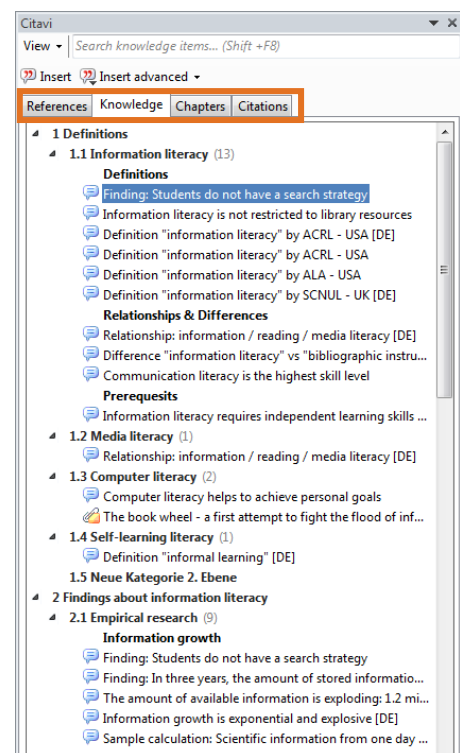 Citavi
View Search knowledge items... (Shift +F8)
Insert Insert advanced
References Knowledge Chapters Citations
1 Definitions
1.1 Information literacy (13)
Definitions
Finding: Students do not have a search strategy
Information literacy is not restricted to library resources
Definition "information literacy" by ACRL - USA [DE]
Definition "information literacy" by ACRL - USA
Definition "information literacy" by ALA - USA
Definition "information literacy" by SCNUL - UK [DE]
Relationships & Differences
Relationship: information / reading / media literacy [DE]
Difference "information literacy" vs "bibliographic instru...
Communication literacy is the highest skill level
Prerequesits
Information literacy requires independent learning skills ...
1.2 Media literacy (1)
Relationship: information / reading / media literacy [DE]
1.3 Computer literacy (2)
Computer literacy helps to achieve personal goals
The book wheel - a first attempt to fight the flood of inf...
1.4 Self-learning literacy (1)
Definition "informal learning" [DE]
1.5 Neue Kategorie 2. Ebene
2 Findings about information literacy
2.1 Empirical research (9)
Information growth
Finding: Students do not have a search strategy
Finding: In three years, the amount of stored informatio...
The amount of available information is exploding: 1.2 mi...
Information growth is exponential and explosive [DE]
Sample calculation: Scientific information from one day ...